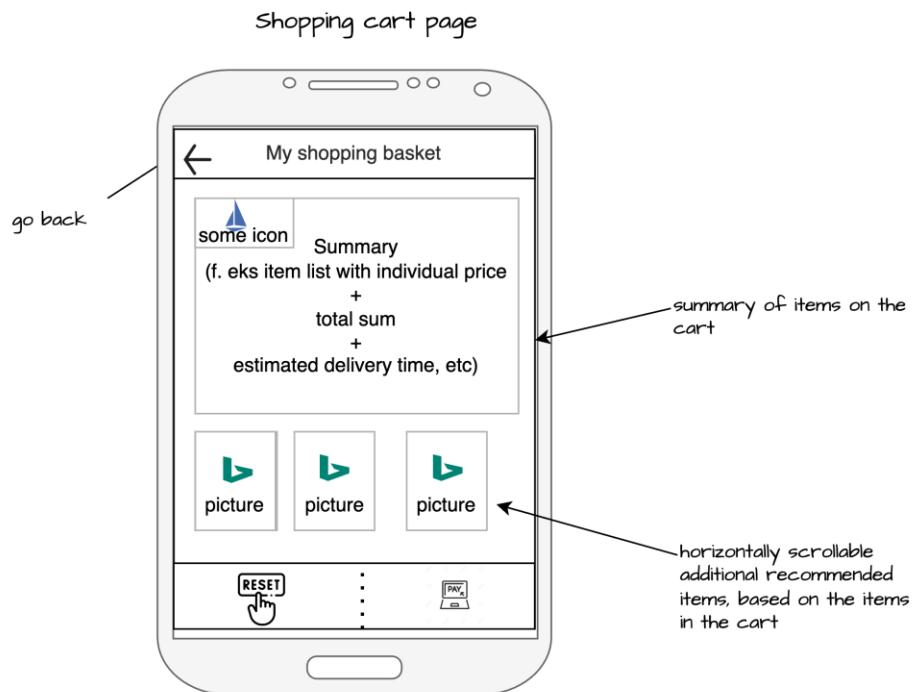 Shopping cart page
My shopping basket
go back
some icon
Summary
(f. eks item list with individual price
+
total sum
+
estimated delivery time, etc)
summary of items on the
cart
picture
picture
picture
horizontally scrollable
additional recommended
items, based on the items
in the cart
RESET
PAY